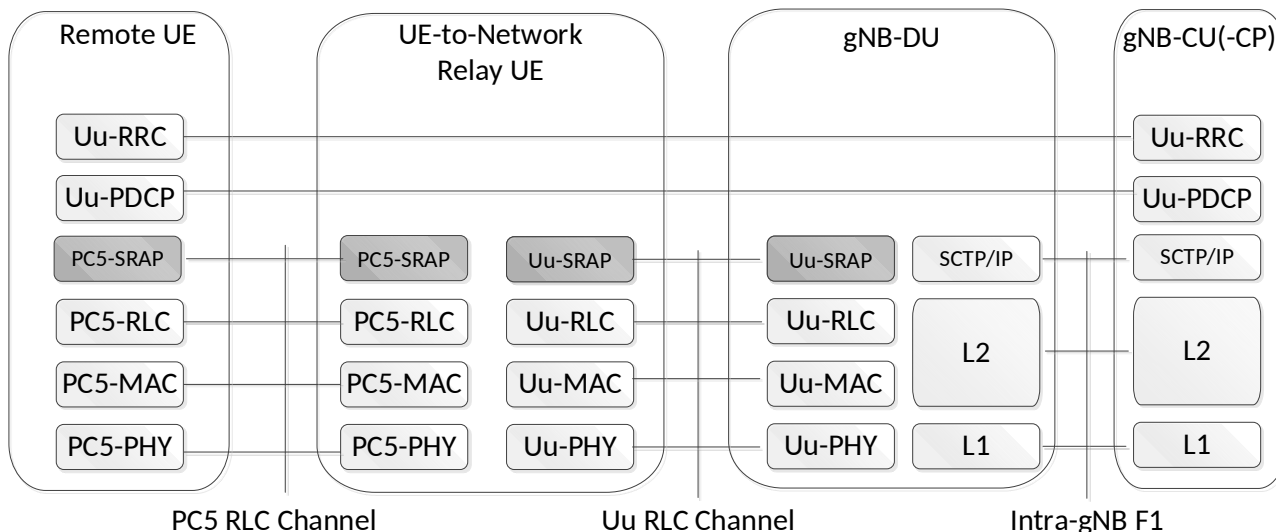 Remote UE
UE-to-Network
Relay UE
gNB-DU
gNB-CU(-CP)
Uu-RRC
Uu-RRC
Uu-PDCP
Uu-PDCP
PC5-SRAP
PC5-SRAP
Uu-SRAP
Uu-SRAP
SCTP/IP
SCTP/IP
PC5-RLC
PC5-RLC
Uu-RLC
Uu-RLC
L2
L2
PC5-MAC
PC5-MAC
Uu-MAC
Uu-MAC
PC5-PHY
PC5-PHY
Uu-PHY
Uu-PHY
L1
L1
PC5 RLC Channel
Uu RLC Channel
Intra-gNB F1